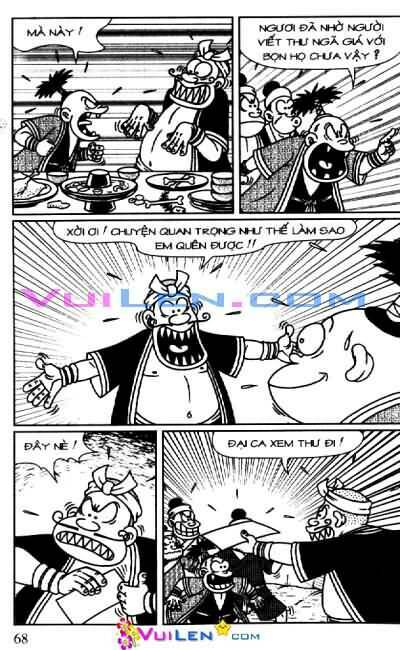 MÀ NÀY !
NGƯƠI ĐÃ NHỜ NGƯỜI
VIẾT THƯ NGÃ GIÁ VỚI
BỌN HỌ CHƯA VẬY ?
XỜI ƠI ! CHUYỆN QUAN TRỌNG NHƯ THẾ LÀM SAO
EM QUÊN ĐƯỢC !!
VUILEN.COM
ĐÂY NÈ !
ĐẠI CA XEM THƯ ĐI !
68
VUILEN.COM